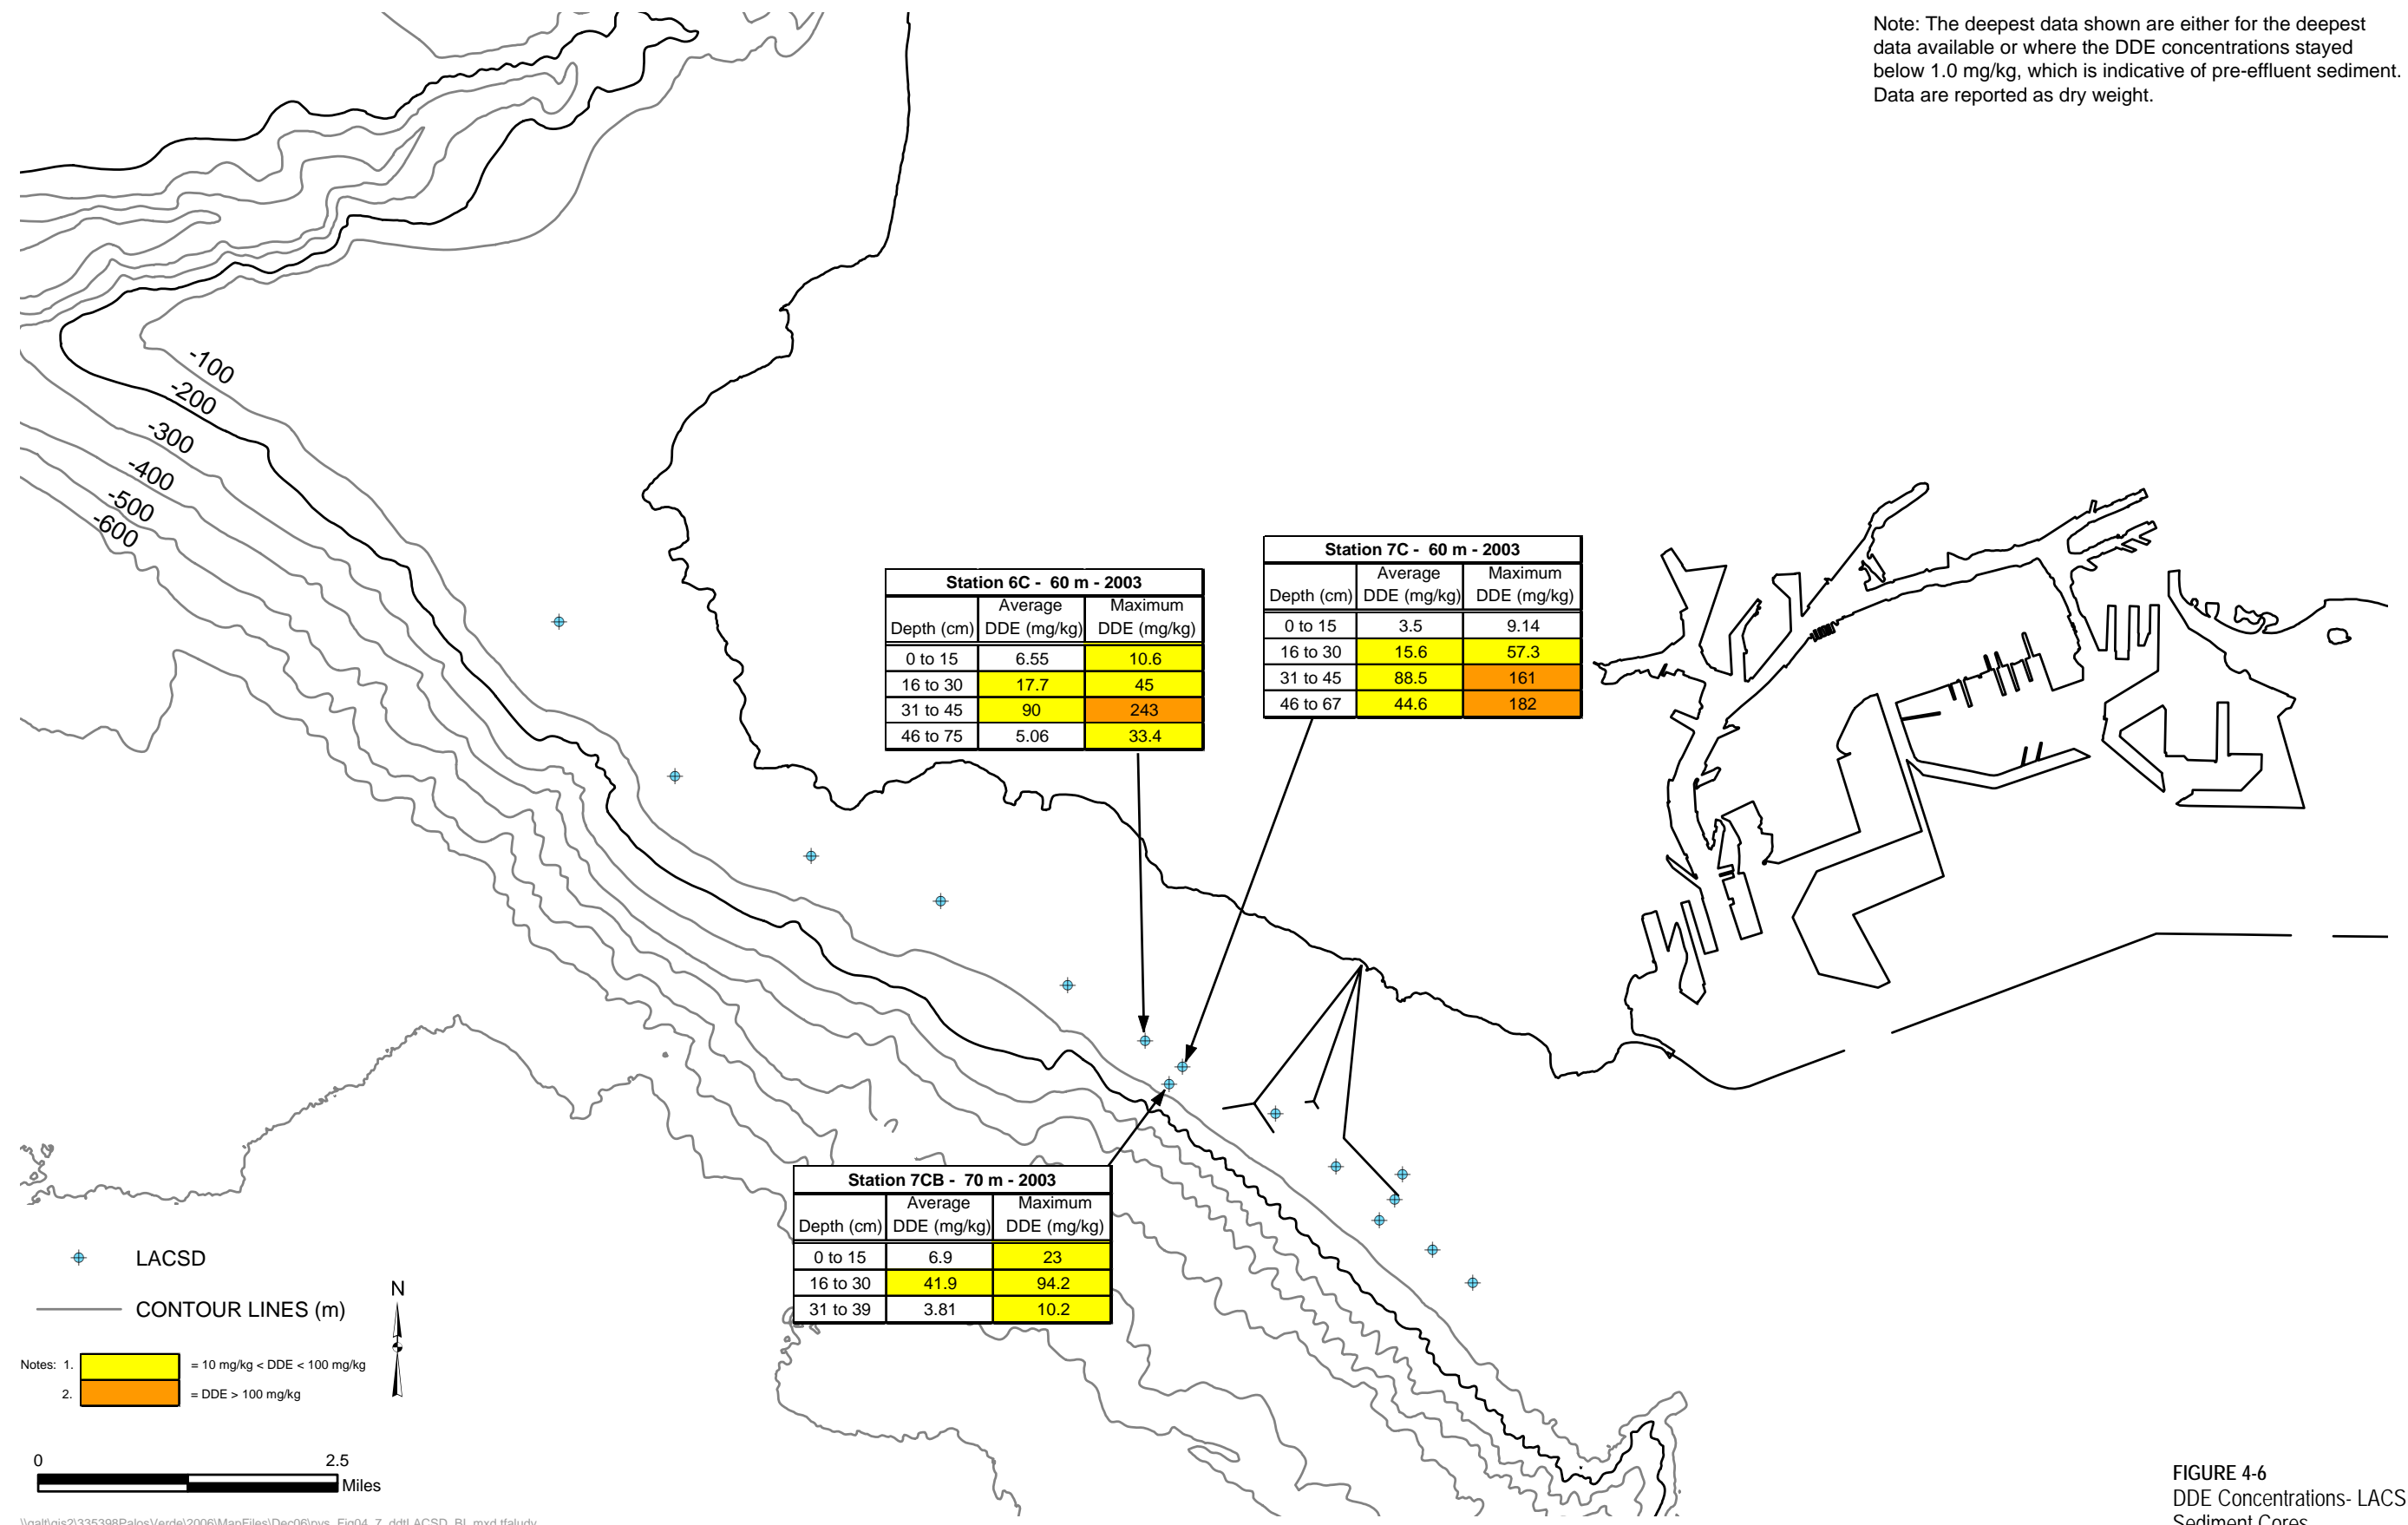 Note: The deepest data shown are either for the deepest
data available or where the DDE concentrations stayed
below 1.0 mg/kg, which is indicative of pre-effluent sediment.
Data are reported as dry weight.
-100
-200
-300
-400
-500
-600
Station 6C - 60 m - 2003
Depth (cm) Average DDE (mg/kg) Maximum DDE (mg/kg)
0 to 15 6.55 10.6
16 to 30 17.7 45
31 to 45 90 243
46 to 75 5.06 33.4
Station 7C - 60 m - 2003
Depth (cm) Average DDE (mg/kg) Maximum DDE (mg/kg)
0 to 15 3.5 9.14
16 to 30 15.6 57.3
31 to 45 88.5 161
46 to 67 44.6 182
Station 7CB - 70 m - 2003
Depth (cm) Average DDE (mg/kg) Maximum DDE (mg/kg)
0 to 15 6.9 23
16 to 30 41.9 94.2
31 to 39 3.81 10.2
LACSD
CONTOUR LINES (m)
N
Notes: 1. = 10 mg/kg < DDE < 100 mg/kg
2. = DDE > 100 mg/kg
0 2.5
Miles
FIGURE 4-6
DDE Concentrations- LACS
Sediment Cores